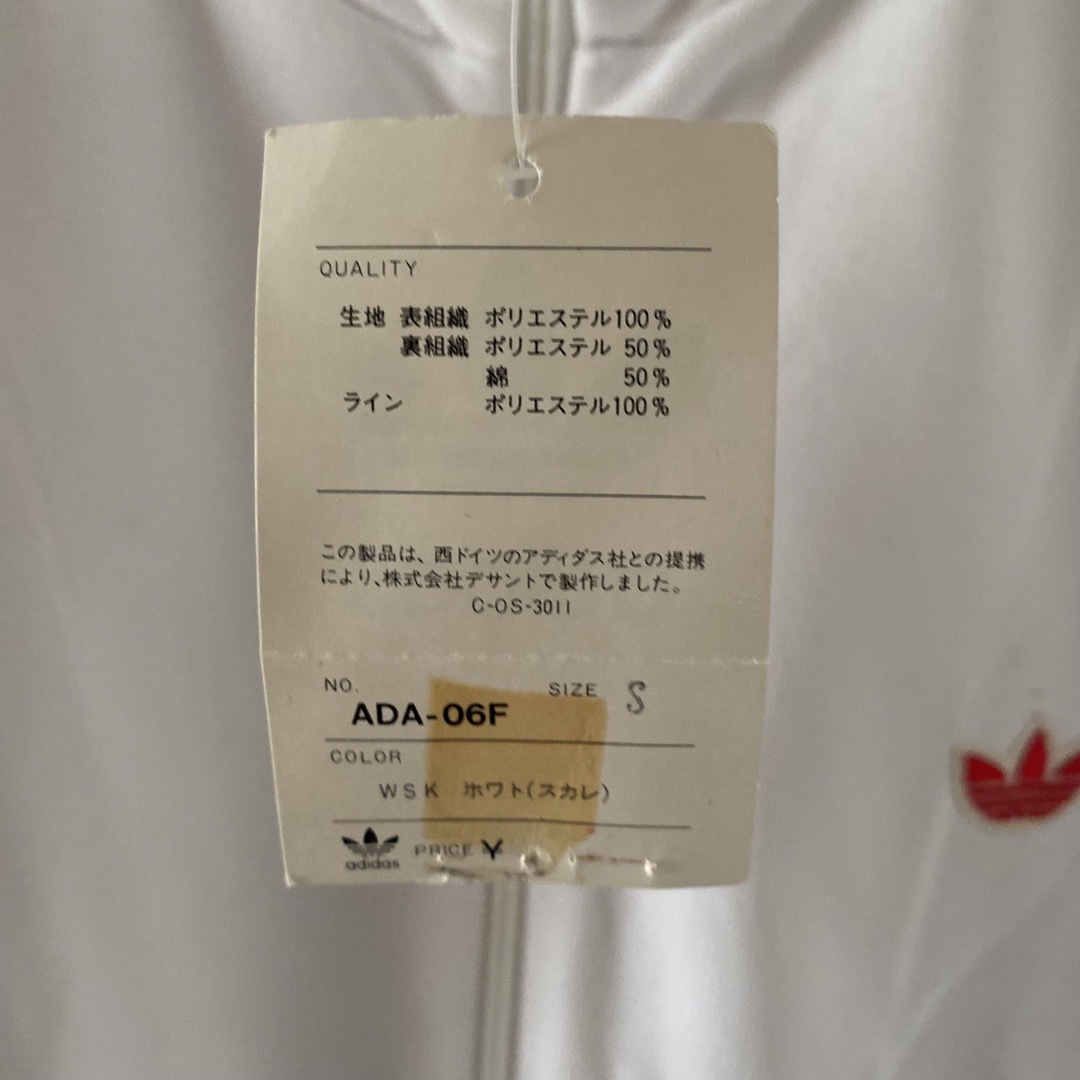 QUALITY
生地 表組織 ポリエステル100%
裏組織 ポリエステル 50%
綿 50%
ライン ポリエステル100%
この製品は、西ドイツのアディダス社との提携
により、株式会社デサントで製作しました。
C-OS-3011
NO. SIZE S
ADA-06F
COLOR
WSK ホワト(スカレ)
adidas PRICE ¥